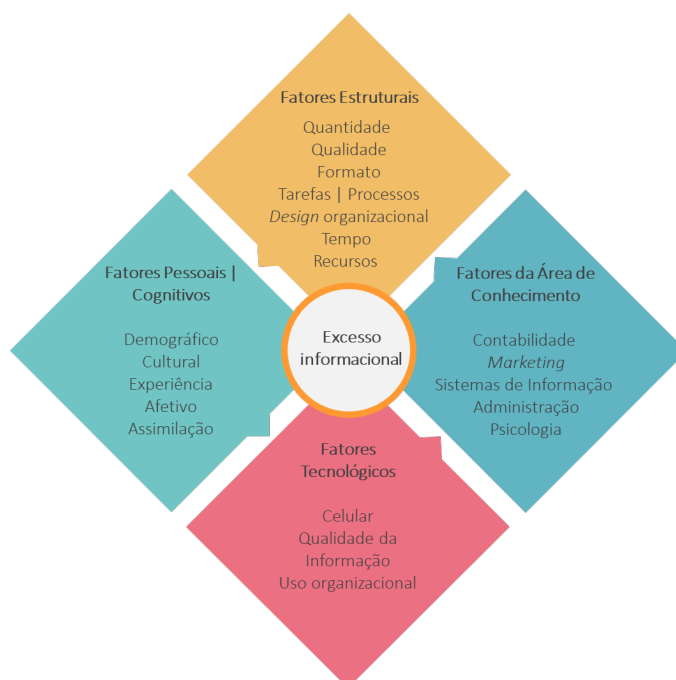 Fatores Estruturais
Quantidade
Qualidade
Formato
Tarefas | Processos
Design organizacional
Tempo
Recursos
Fatores Pessoais |
Cognitivos
Demográfico
Cultural
Experiência
Afetivo
Assimilação
Excesso
informacional
Fatores da Área de
Conhecimento
Contabilidade
Marketing
Sistemas de Informação
Administração
Psicologia
Fatores
Tecnológicos
Celular
Qualidade da
Informação
Uso organizacional